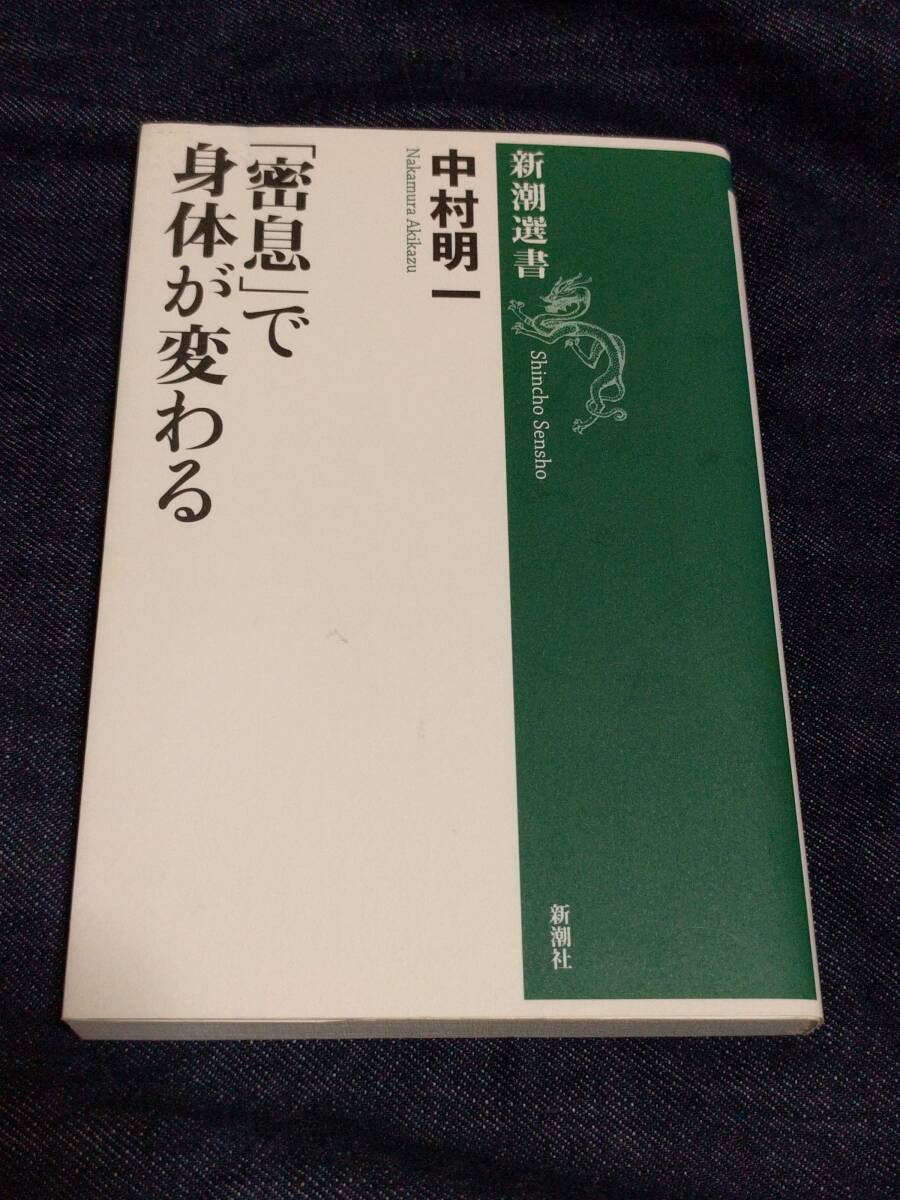 新潮選書
Shincho Sensho
新潮社
中村明一
Nakamura Akikazu
「密息」で
身体が変わる